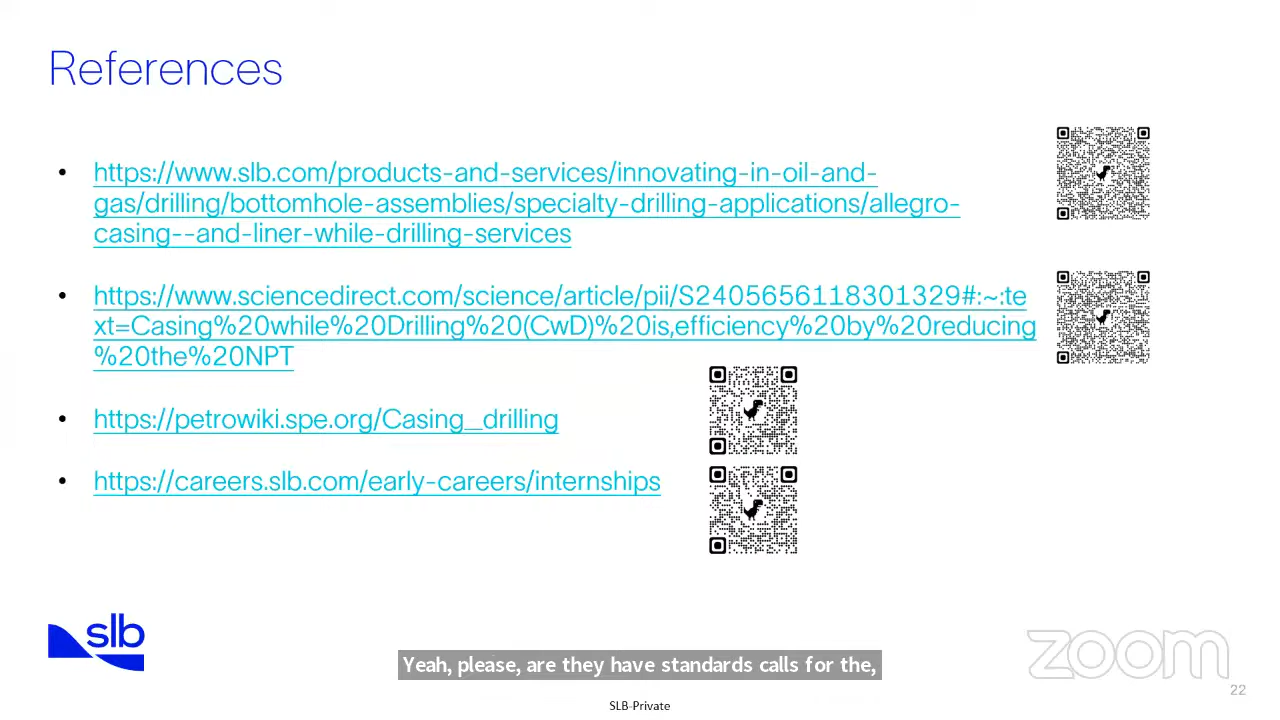 References
• https://www.slb.com/products-and-services/innovating-in-oil-and-
gas/drilling/bottomhole-assemblies/specialty-drilling-applications/allegro-
casing--and-liner-while-drilling-services
• https://www.sciencedirect.com/science/article/pii/S2405656118301329#:~:te
xt=Casing%20while%20Drilling%20(CwD)%20is,efficiency%20by%20reducing
%20the%20NPT
• https://petrowiki.spe.org/Casing_drilling
• https://careers.slb.com/early-careers/internships
slb
zoom
Yeah, please, are they have standards calls for the,
22
SLB-Private